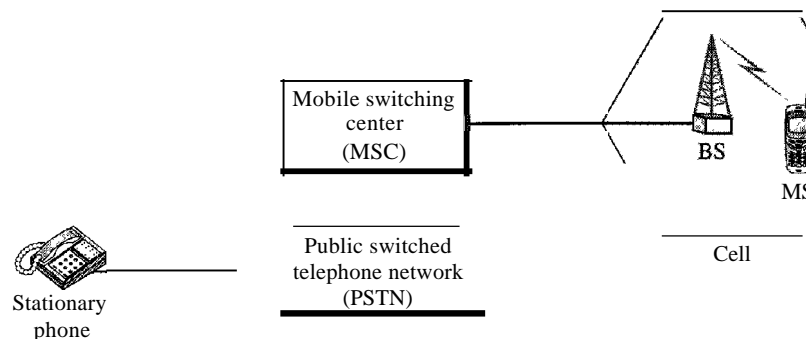 Mobile switching
center
(MSC)
BS
MS
Public switched
telephone network
(PSTN)
Cell
Stationary
phone